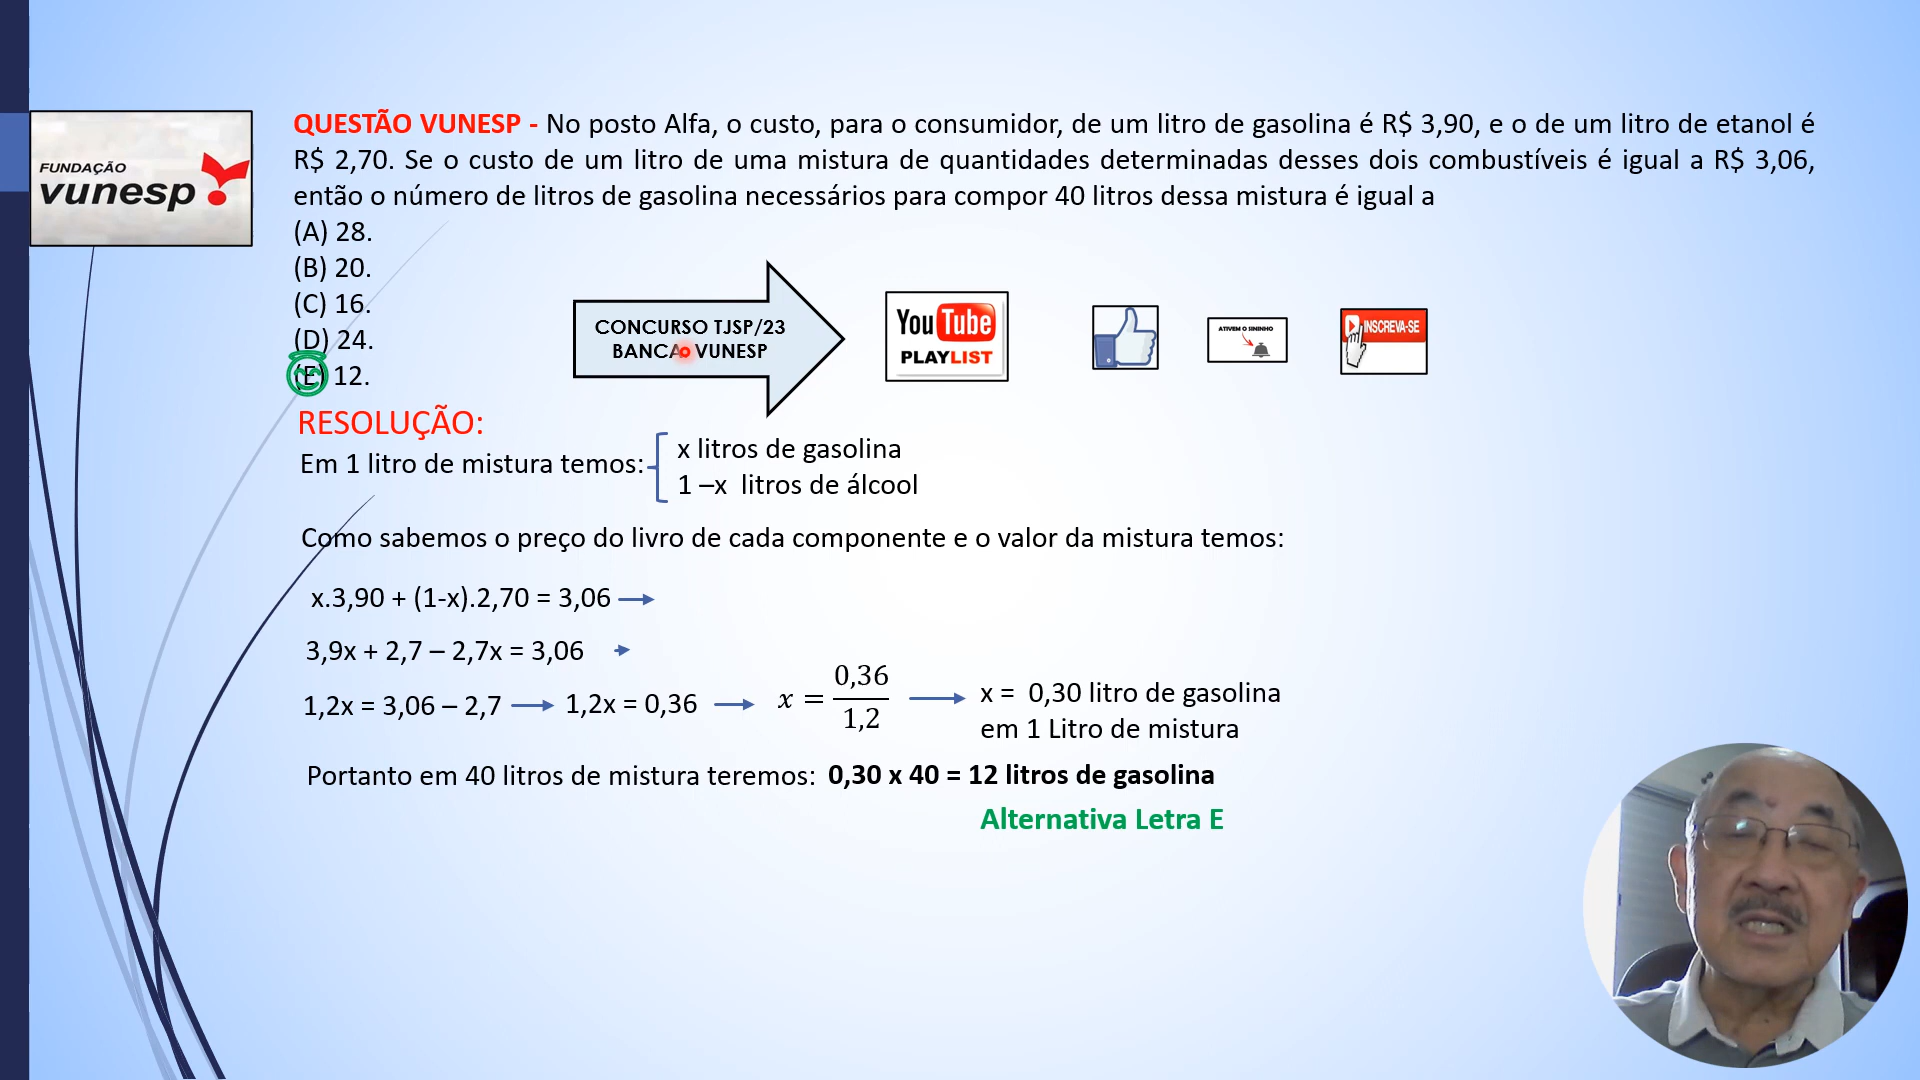 FUNDAÇÃO
vunesp
QUESTÃO VUNESP - No posto Alfa, o custo, para o consumidor, de um litro de gasolina é R$ 3,90, e o de um litro de etanol é
R$ 2,70. Se o custo de um litro de uma mistura de quantidades determinadas desses dois combustíveis é igual a R$ 3,06,
então o número de litros de gasolina necessários para compor 40 litros dessa mistura é igual a
(A) 28.
(B) 20.
(C) 16.
(D) 24.
(E) 12.
CONCURSO TJSP/23
BANCA VUNESP
YouTube
PLAYLIST
ATIVEM O SININHO
INSCREVA-SE
RESOLUÇÃO:
Em 1 litro de mistura temos:
x litros de gasolina
1 –x litros de álcool
Como sabemos o preço do livro de cada componente e o valor da mistura temos:
x.3,90 + (1-x).2,70 = 3,06
3,9x + 2,7 – 2,7x = 3,06
1,2x = 3,06 – 2,7
1,2x = 0,36
x = 0,36/1,2
x = 0,30 litro de gasolina
em 1 Litro de mistura
Portanto em 40 litros de mistura teremos: 0,30 x 40 = 12 litros de gasolina
Alternativa Letra E